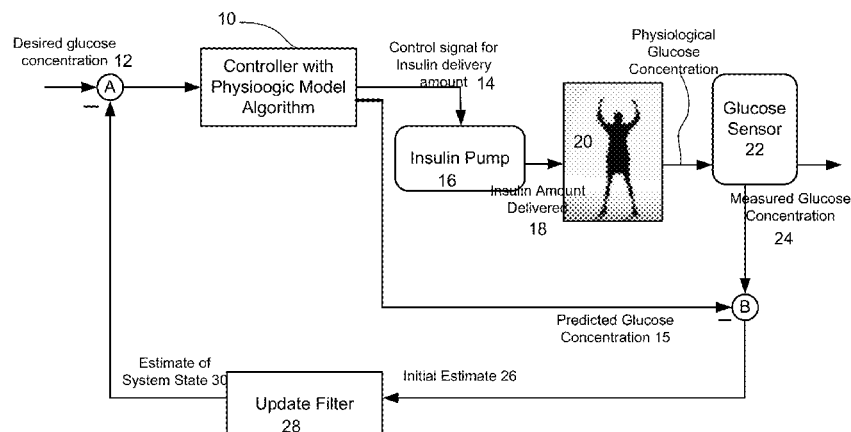 10
Desired glucose
concentration 12
A
Controller with
Physioogic Model
Algorithm
Control signal for
Insulin delivery
amount 14
Physiological
Glucose
Concentration
Glucose
Sensor
22
20
Insulin Pump
16
Insulin Amount
Delivered
18
Measured Glucose
Concentration
24
B
Predicted Glucose
Concentration 15
Estimate of
System State 30
Initial Estimate 26
Update Filter
28